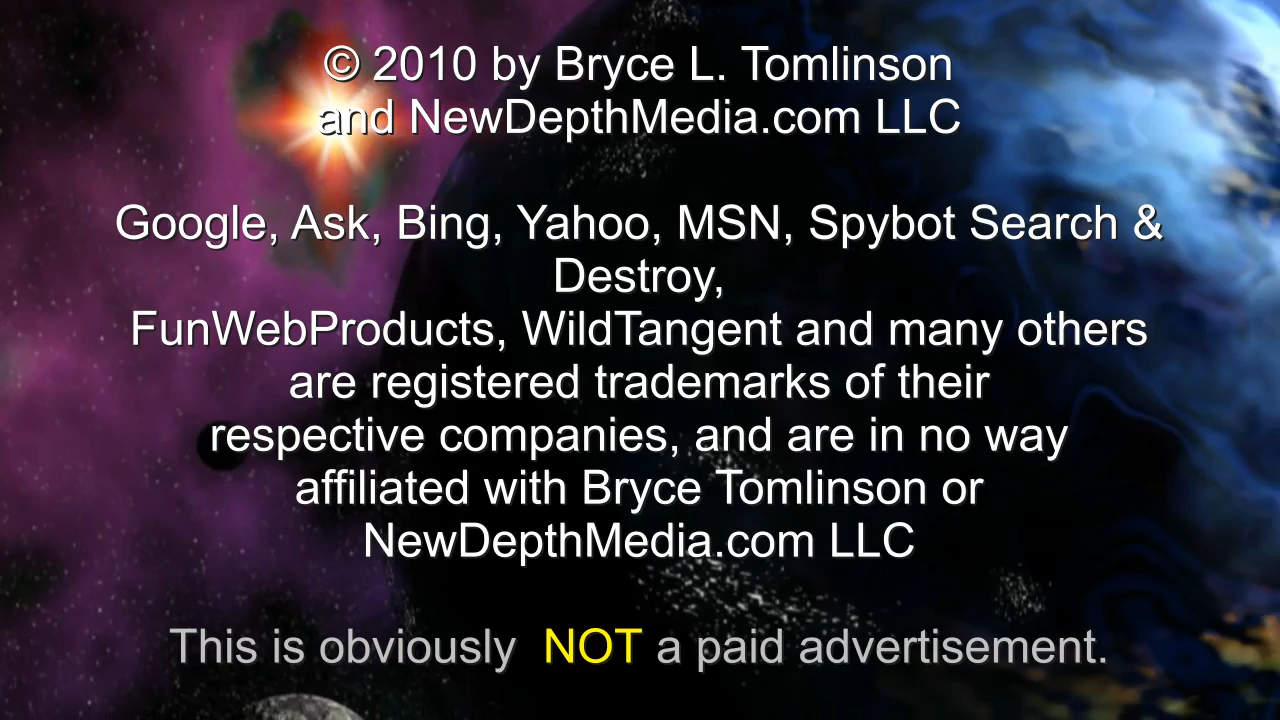 © 2010 by Bryce L. Tomlinson
and NewDepthMedia.com LLC
Google, Ask, Bing, Yahoo, MSN, Spybot Search &
Destroy,
FunWebProducts, WildTangent and many others
are registered trademarks of their
respective companies, and are in no way
affiliated with Bryce Tomlinson or
NewDepthMedia.com LLC
This is obviously  NOT a paid advertisement.